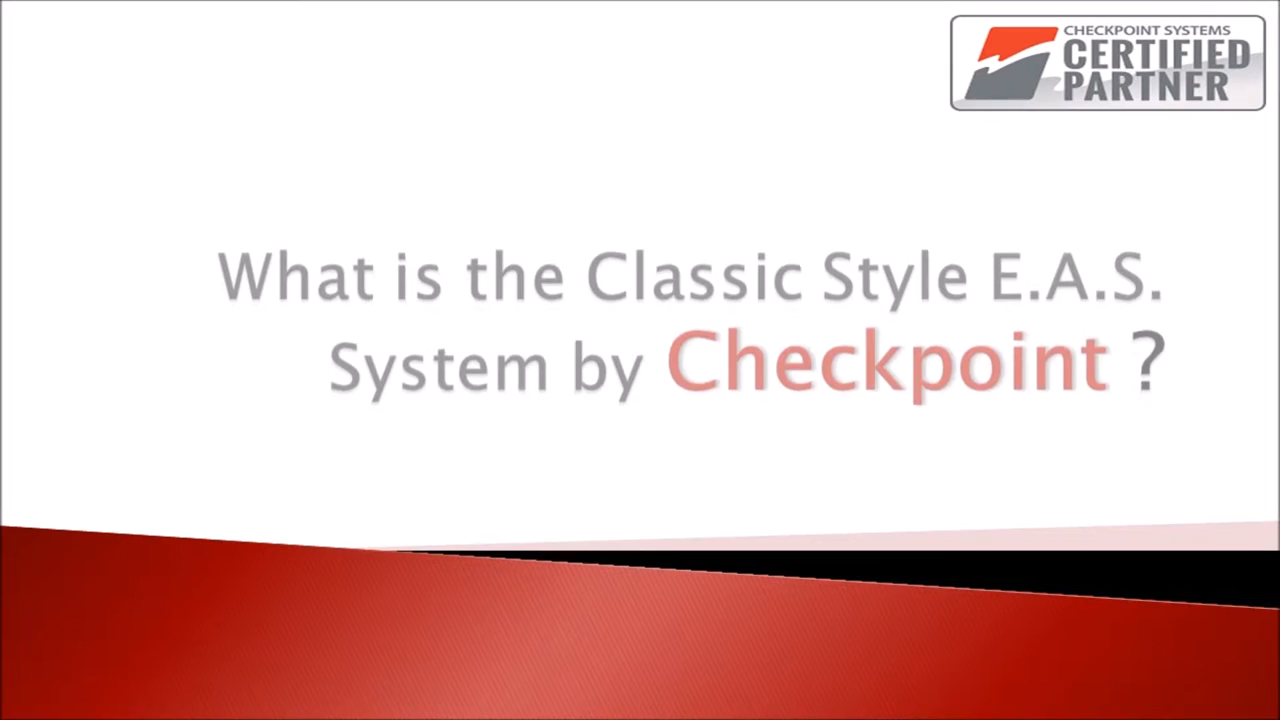 CHECKPOINT SYSTEMS
CERTIFIED
PARTNER
What is the Classic Style E.A.S.
System by Checkpoint ?